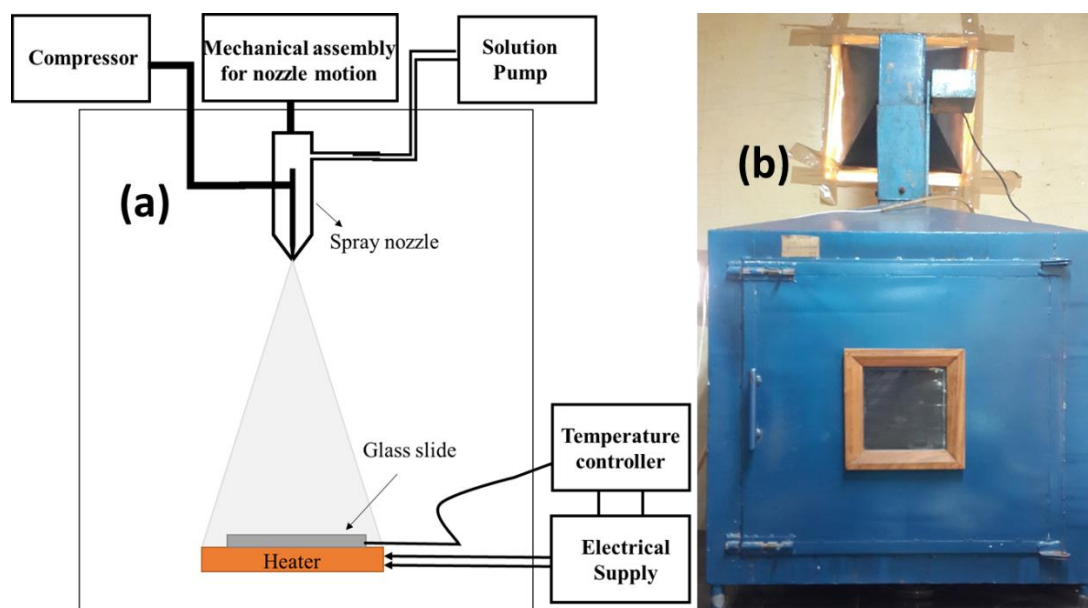 Compressor
Mechanical assembly
for nozzle motion
Solution
Pump
(a)
Spray nozzle
Glass slide
Heater
Temperature
controller
Electrical
Supply
(b)